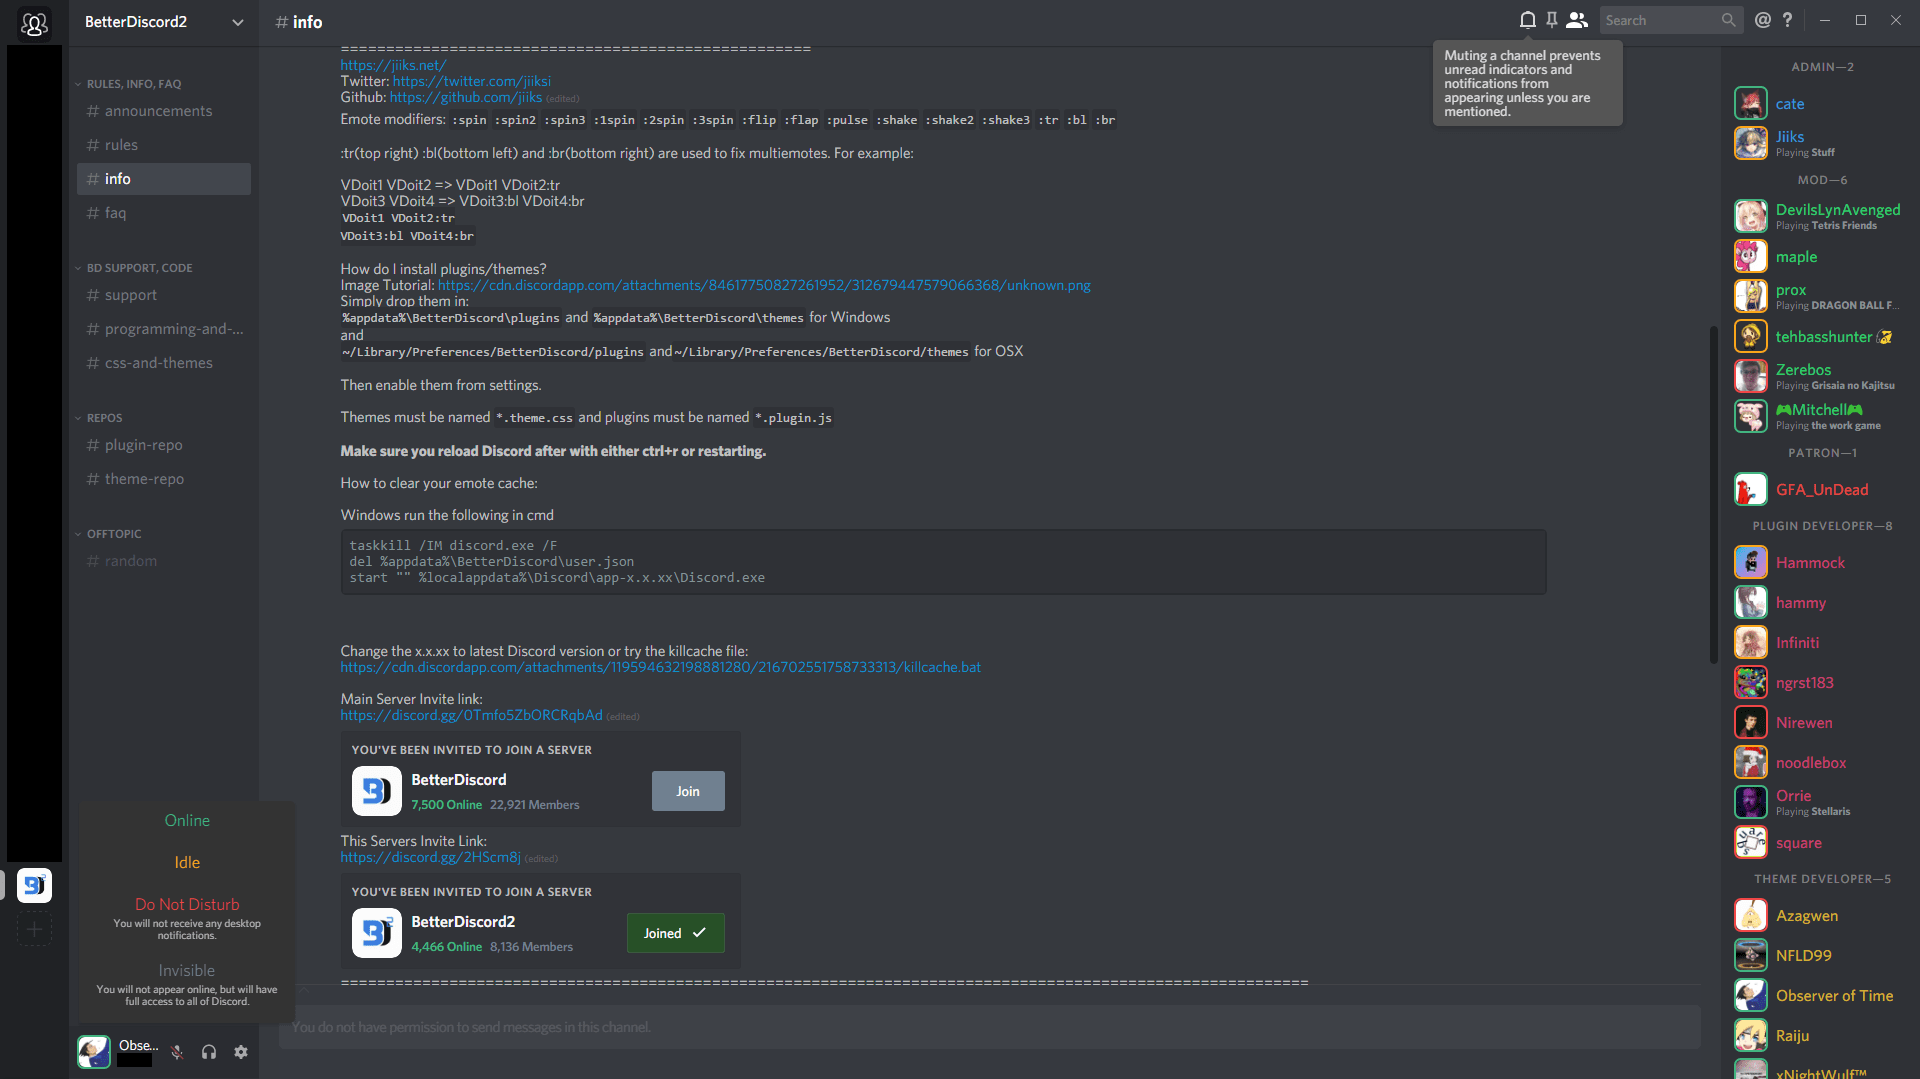 BetterDiscord2
RULES, INFO, FAQ
# announcements
# rules
# info
# faq
BD SUPPORT, CODE
# support
# programming-and-...
# css-and-themes
REPOS
# plugin-repo
# theme-repo
OFFTOPIC
# random
Online
Idle
Do Not Disturb
You will not receive any desktop
notifications.
Invisible
You will not appear online, but will have
full access to all of Discord.
Obse...
# info
Search
@ ?
Muting a channel prevents
unread indicators and
notifications from
appearing unless you are
mentioned.
https://jiiks.net/
Twitter: https://twitter.com/jiiksi
Github: https://github.com/jiiks (edited)
Emote modifiers: :spin :spin2 :spin3 :1spin :2spin :3spin :flip :flap :pulse :shake :shake2 :shake3 :tr :bl :br
:tr(top right) :bl(bottom left) and :br(bottom right) are used to fix multiemotes. For example:
VDoit1 VDoit2 => VDoit1 VDoit2:tr
VDoit3 VDoit4 => VDoit3:bl VDoit4:br
VDoit1 VDoit2:tr
VDoit3:bl VDoit4:br
How do I install plugins/themes?
Image Tutorial: https://cdn.discordapp.com/attachments/84617750827261952/312679447579066368/unknown.png
Simply drop them in:
%appdata%\BetterDiscord\plugins and %appdata%\BetterDiscord\themes for Windows
and
~/Library/Preferences/BetterDiscord/plugins and ~/Library/Preferences/BetterDiscord/themes for OSX
Then enable them from settings.
Themes must be named *.theme.css and plugins must be named *.plugin.js
Make sure you reload Discord after with either ctrl+r or restarting.
How to clear your emote cache:
Windows run the following in cmd
taskkill /IM discord.exe /F
del %appdata%\BetterDiscord\user.json
start "" %localappdata%\Discord\app-x.x.xx\Discord.exe
Change the x.x.xx to latest Discord version or try the killcache file:
https://cdn.discordapp.com/attachments/119594632198881280/216702551758733313/killcache.bat
Main Server Invite link:
https://discord.gg/0Tmfo5ZbORCRqbAd (edited)
YOU'VE BEEN INVITED TO JOIN A SERVER
BetterDiscord
7,500 Online 22,921 Members
Join
This Servers Invite Link:
https://discord.gg/2HScm8j (edited)
YOU'VE BEEN INVITED TO JOIN A SERVER
BetterDiscord2
4,466 Online 8,136 Members
Joined
You do not have permission to send messages in this channel.
ADMIN—2
cate
Jiiks
Playing Stuff
MOD—6
DevilsLynAvenged
Playing Tetris Friends
maple
prox
Playing DRAGON BALL F...
tehbasshunter
Zerebos
Playing Grisaia no Kajitsu
🎮Mitchell🎮
Playing the work game
PATRON—1
GFA_UnDead
PLUGIN DEVELOPER—8
Hammock
hammy
Infiniti
ngrst183
Nirewen
noodlebox
Orrie
Playing Stellaris
square
THEME DEVELOPER—5
Azagwen
NFLD99
Observer of Time
Raiju
xNightWulf™